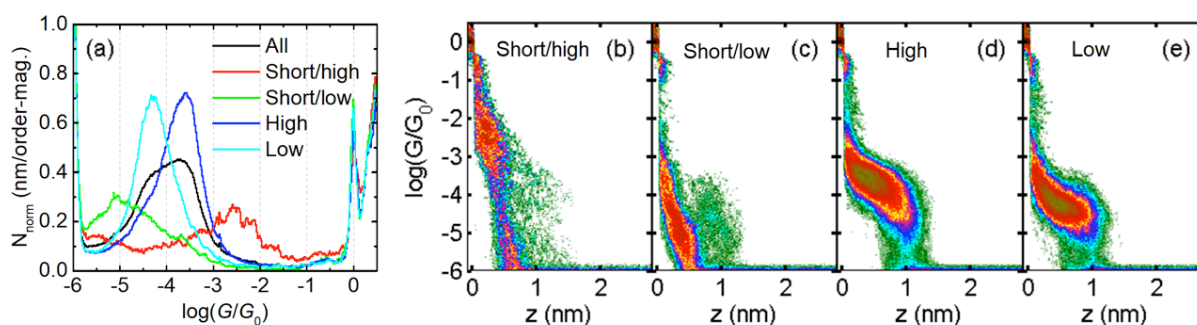 (a)
All
Short/high
Short/low
High
Low
N_norm (nm/order-mag.)
1.0
0.8
0.6
0.4
0.2
0.0
-6 -5 -4 -3 -2 -1 0
log(G/G₀)
Short/high (b)
Short/low (c)
High (d)
Low (e)
log(G/G₀)
0
-1
-2
-3
-4
-5
-6
0 1 2
z (nm)
0 1 2
z (nm)
0 1 2
z (nm)
0 1 2
z (nm)